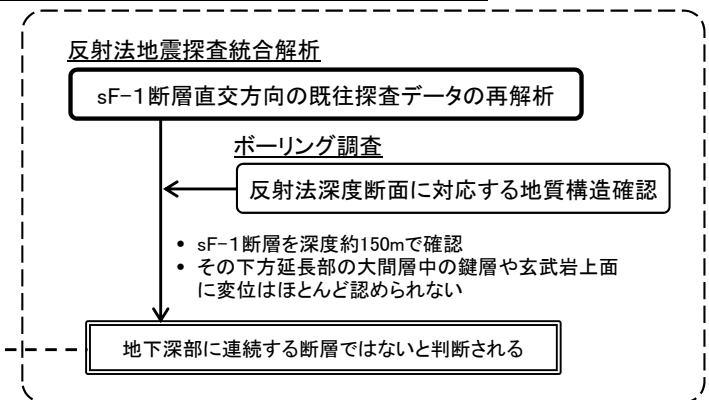 反射法地震探査統合解析
sF-1断層直交方向の既往探査データの再解析
ボーリング調査
反射法深度断面に対応する地質構造確認
• sF-1断層を深度約150mで確認
• その下方延長部の大間層中の鍵層や玄武岩上面
に変位はほとんど認められない
地下深部に連続する断層ではないと判断される